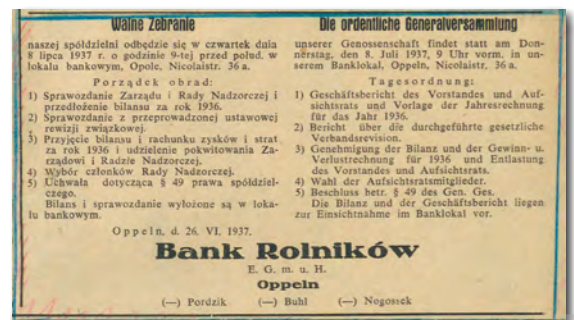 Walne Zebranie
naszej spółdzielni odbędzie się w czwartek dnia
8 lipca 1937 r. o godzinie 9-tej przed połud. w
lokalu bankowym, Opole, Nicolaistr. 36 a.
Porządek obrad:
1) Sprawozdanie Zarządu i Rady Nadzorczej i
przedłożenie bilansu za rok 1936.
2) Sprawozdanie z przeprowadzonej ustawowej
rewizji związkowej.
3) Przyjęcie bilansu i rachunku zysków i strat
za rok 1936 i udzielenie pokwitowania Za-
rządowi i Radzie Nadzorczej.
4) Wybór członków Rady Nadzorczej.
5) Uchwała dotycząca § 49 prawa spółdziel-
czego.
Bilans i sprawozdanie wyłożone są w loka-
lu bankowym.
Die ordentliche Generalversammlung
unserer Genossenschaft findet statt am Don-
nerstag, den 8. Juli 1937, 9 Uhr vorm. in un-
serem Banklokal, Oppeln, Nicolaistr. 36 a.
Tagesordnung:
1) Geschäftsbericht des Vorstandes und Auf-
sichtsrats und Vorlage der Jahresrechnung
für das Jahr 1936.
2) Bericht über die durchgeführte gesetzliche
Verbandsrevision.
3) Genehmigung der Bilanz und der Gewinn- u.
Verlustrechnung für 1936 und Entlastung
des Vorstandes und Aufsichtsrats.
4) Wahl der Aufsichtsratsmitglieder.
5) Beschluss betr. § 49 des Gen. Ges.
Die Bilanz und der Geschäftsbericht liegen
zur Einsichtnahme im Banklokal vor.
Oppeln, d. 26. VI. 1937.
Bank Rolników
E. G. m. u. H.
Oppeln
(—) Pordzik (—) Buhl (—) Nogossek